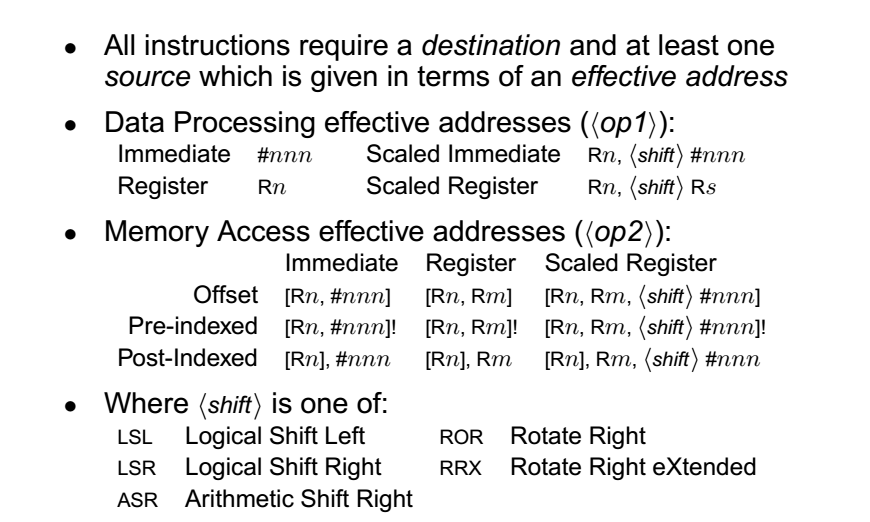 • All instructions require a destination and at least one
source which is given in terms of an effective address
• Data Processing effective addresses (⟨op1⟩):
Immediate #nnn Scaled Immediate Rn, ⟨shift⟩ #nnn
Register Rn Scaled Register Rn, ⟨shift⟩ Rs
• Memory Access effective addresses (⟨op2⟩):
Immediate Register Scaled Register
Offset [Rn, #nnn] [Rn, Rm] [Rn, Rm, ⟨shift⟩ #nnn]
Pre-indexed [Rn, #nnn]! [Rn, Rm]! [Rn, Rm, ⟨shift⟩ #nnn]!
Post-Indexed [Rn], #nnn [Rn], Rm [Rn], Rm, ⟨shift⟩ #nnn
• Where ⟨shift⟩ is one of:
LSL Logical Shift Left ROR Rotate Right
LSR Logical Shift Right RRX Rotate Right eXtended
ASR Arithmetic Shift Right